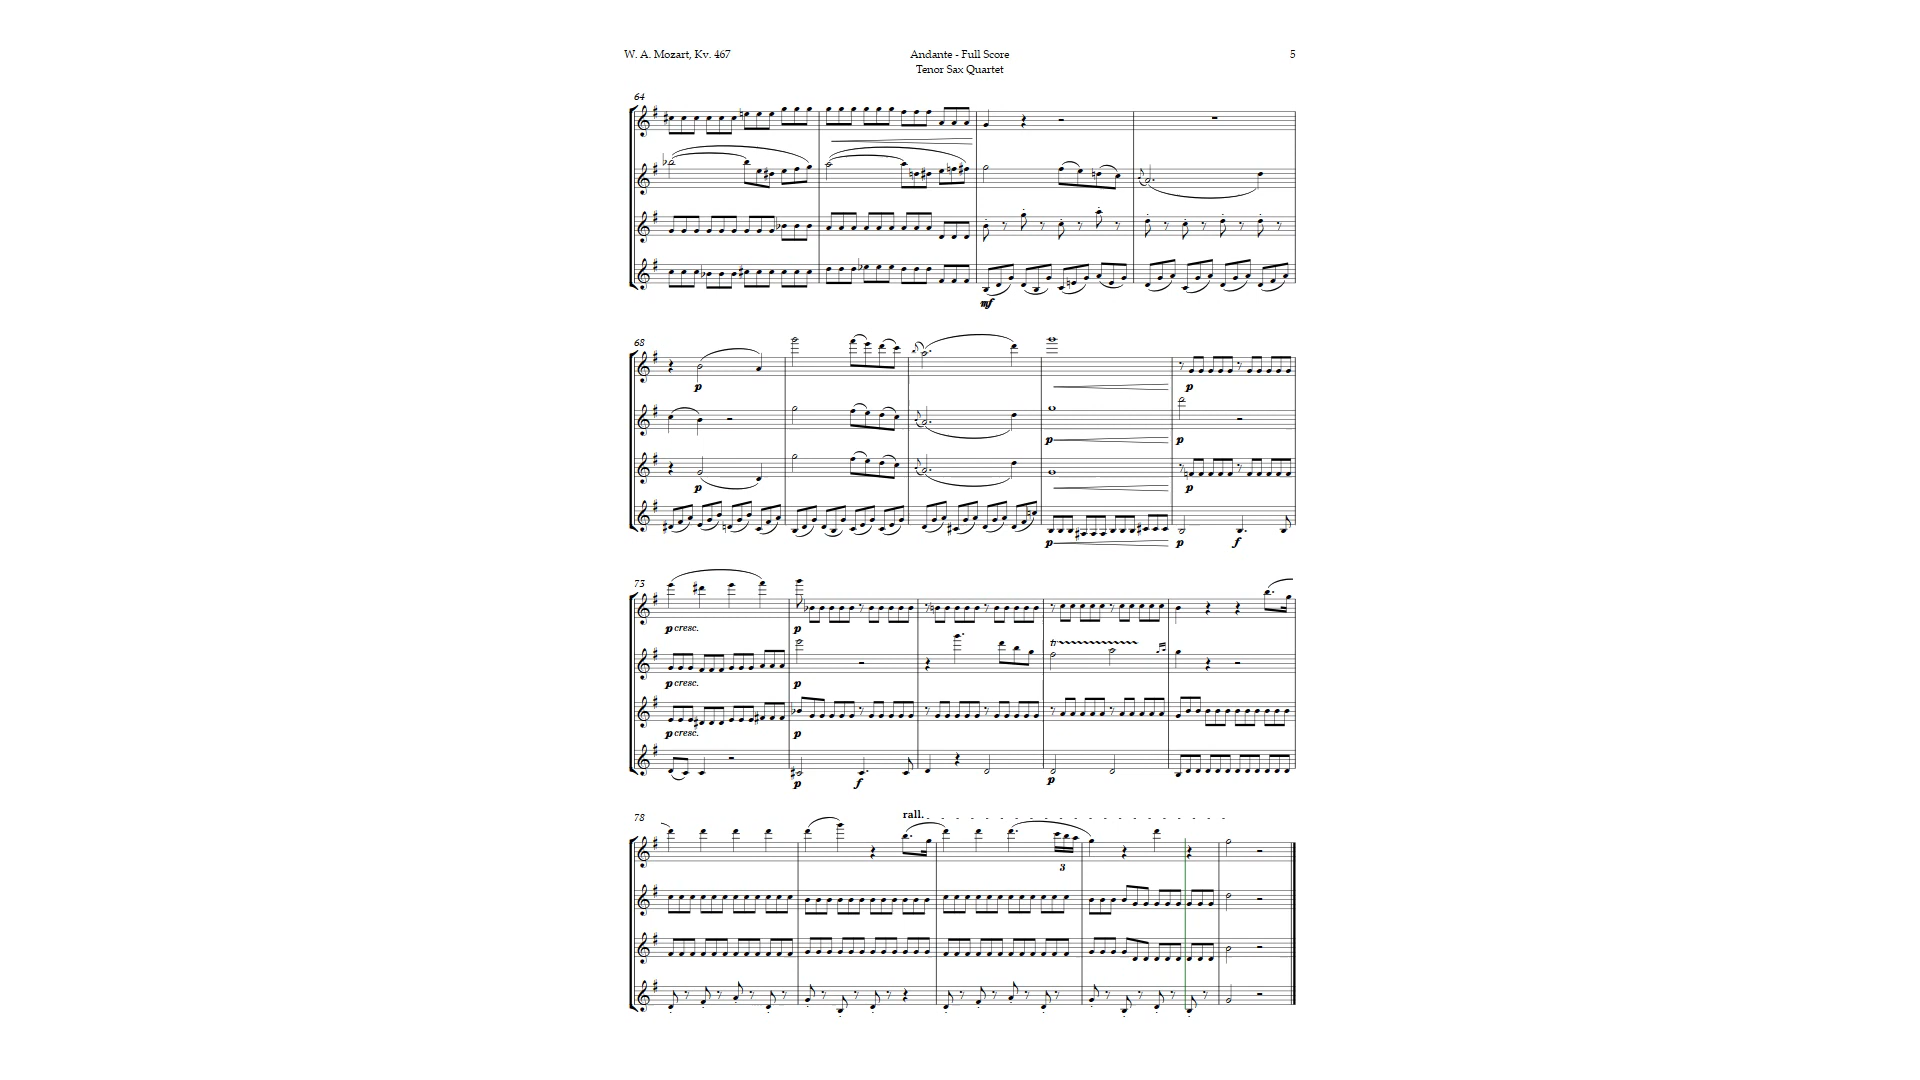 W. A. Mozart, Kv. 467
Andante - Full Score
5
Tenor Sax Quartet
64
mf
68
p
p
p
p
p
p
p
p
p f
73
p cresc.
p
p cresc.
p
p cresc.
p
p f
p
78
rall.
3